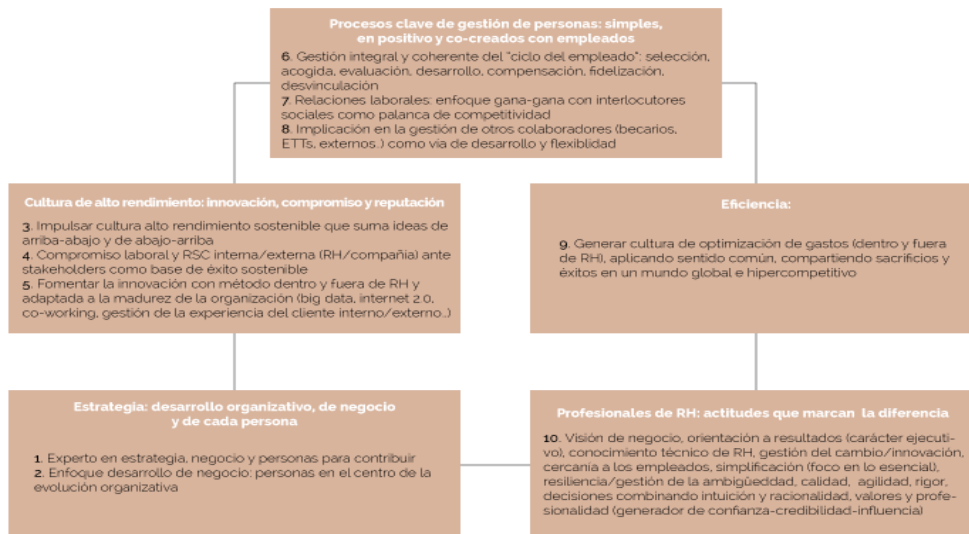 Procesos clave de gestión de personas: simples,
en positivo y co-creados con empleados
6. Gestión integral y coherente del "ciclo del empleado": selección,
acogida, evaluación, desarrollo, compensación, fidelización,
desvinculación
7. Relaciones laborales: enfoque gana-gana con interlocutores
sociales como palanca de competitividad
8. Implicación en la gestión de otros colaboradores (becarios,
ETTs, externos..) como vía de desarrollo y flexiblidad
Cultura de alto rendimiento: innovación, compromiso y reputación
3. Impulsar cultura alto rendimiento sostenible que suma ideas de
arriba-abajo y de abajo-arriba
4. Compromiso laboral y RSC interna/externa (RH/compañia) ante
stakeholders como base de éxito sostenible
5. Fomentar la innovación con método dentro y fuera de RH y
adaptada a la madurez de la organización (big data, internet 2.0,
co-working, gestión de la experiencia del cliente interno/externo..)
Eficiencia:
9. Generar cultura de optimización de gastos (dentro y fuera
de RH), aplicando sentido común, compartiendo sacrificios y
éxitos en un mundo global e hipercompetitivo
Estrategia: desarrollo organizativo, de negocio
y de cada persona
1. Experto en estrategia, negocio y personas para contribuir
2. Enfoque desarrollo de negocio: personas en el centro de la
evolución organizativa
Profesionales de RH: actitudes que marcan la diferencia
10. Visión de negocio, orientación a resultados (carácter ejecuti-
vo), conocimiento técnico de RH, gestión del cambio/innovación,
cercanía a los empleados, simplificación (foco en lo esencial),
resiliencia/gestión de la ambigüeddad, calidad, agilidad, rigor,
decisiones combinando intuición y racionalidad, valores y profe-
sionalidad (generador de confianza-credibilidad-influencia)